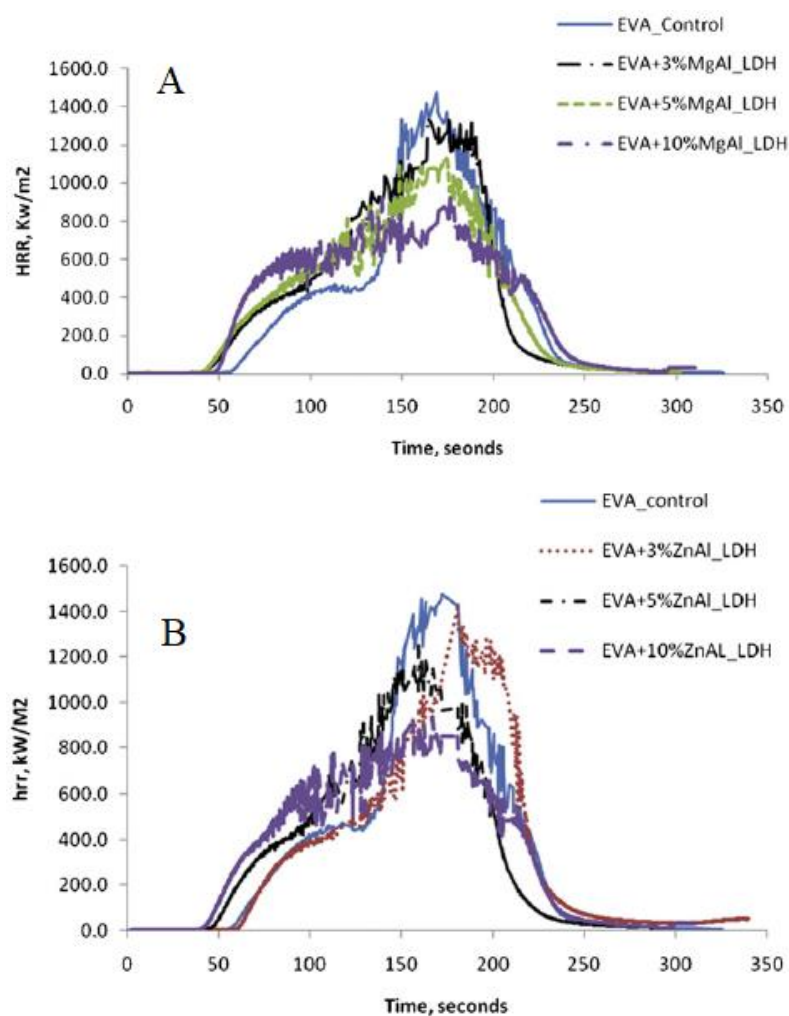 EVA_Control
EVA+3%MgAl_LDH
EVA+5%MgAl_LDH
EVA+10%MgAl_LDH
A
1600.0
1400.0
1200.0
1000.0
800.0
600.0
400.0
200.0
0.0
HRR, Kw/m2
0 50 100 150 200 250 300 350
Time, seonds
EVA_control
EVA+3%ZnAl_LDH
EVA+5%ZnAl_LDH
EVA+10%ZnAL_LDH
B
1600.0
1400.0
1200.0
1000.0
800.0
600.0
400.0
200.0
0.0
hrr, kW/M2
0 50 100 150 200 250 300 350
Time, seconds